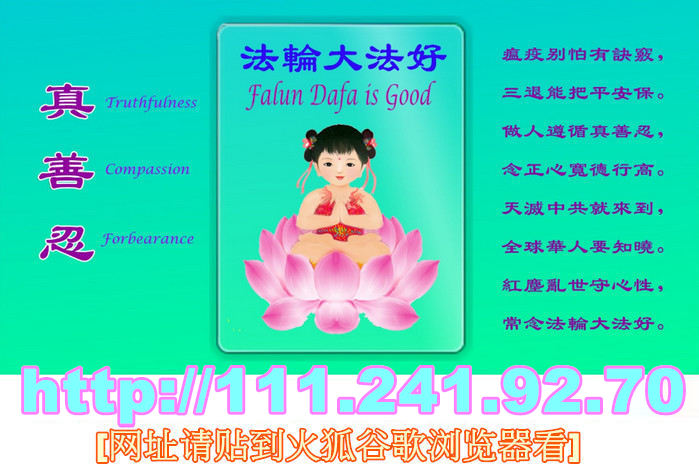 真 Truthfulness
善 Compassion
忍 Forbearance
法輪大法好
Falun Dafa is Good
瘟疫別怕有訣竅，
三退能把平安保。
做人遵循真善忍，
念正心寬德行高。
天滅中共就來到，
全球華人要知曉。
紅塵亂世守心性，
常念法輪大法好。
http://111.241.92.70
[网址请贴到火狐谷歌浏览器看]